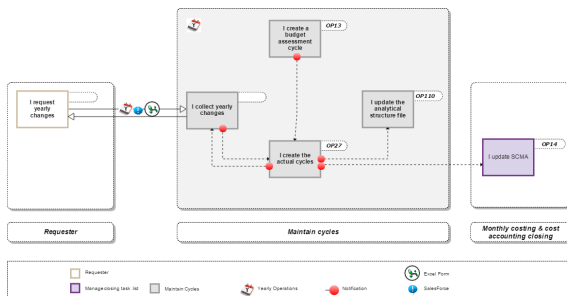 I create a
budget
assessment
cycle
OP13
I request
yearly
changes
I collect yearly
changes
I update the
analytical
structure file
OP110
I create the
actual cycles
OP27
I update SCMA
OP14
Requester
Maintain cycles
Monthly costing & cost
accounting closing
Requester
Excel Form
Manage closing task list
Maintain Cycles
Yearly Operations
Notification
SalesForce